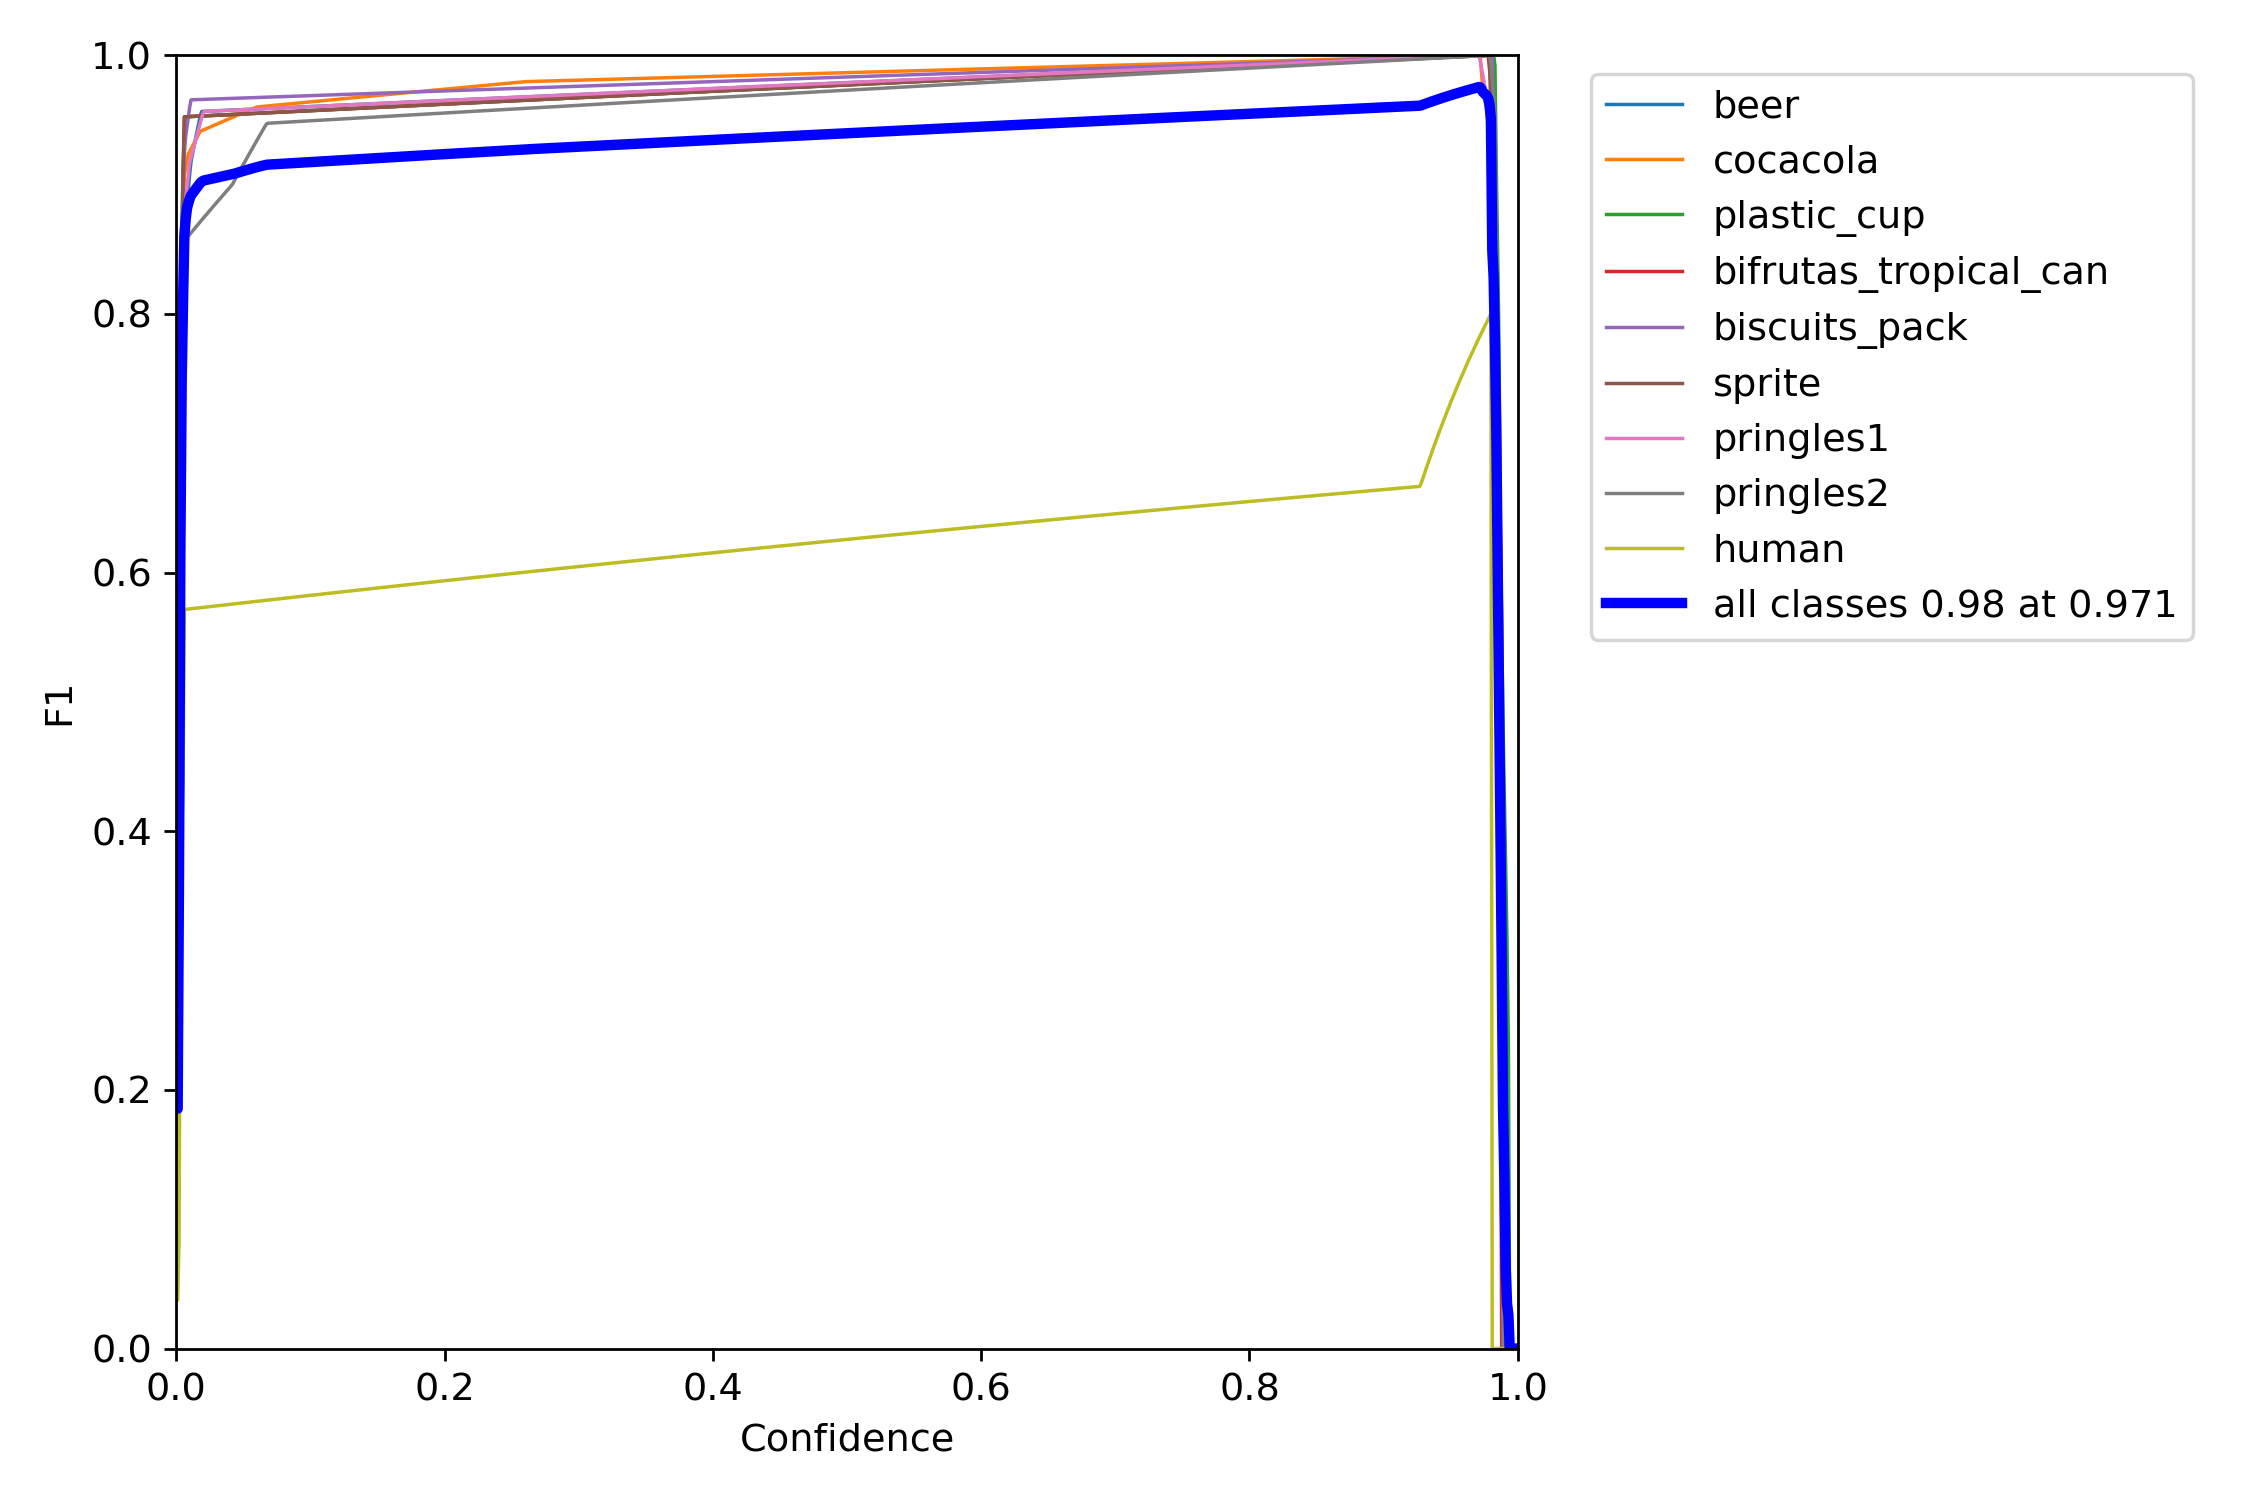 1.0
0.8
0.6
0.4
0.2
0.0
F1
0.0 0.2 0.4 0.6 0.8 1.0
Confidence
beer
cocacola
plastic_cup
bifrutas_tropical_can
biscuits_pack
sprite
pringles1
pringles2
human
all classes 0.98 at 0.971